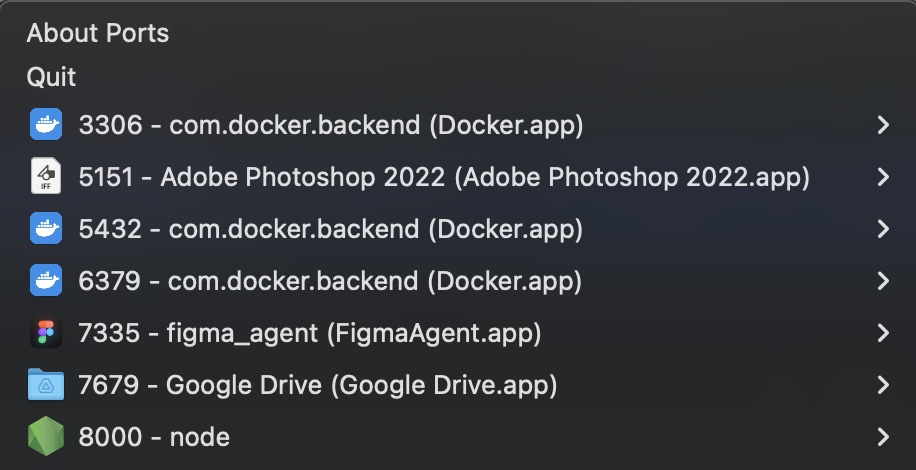 About Ports
Quit
3306 - com.docker.backend (Docker.app)
IFF
5151 - Adobe Photoshop 2022 (Adobe Photoshop 2022.app)
5432 - com.docker.backend (Docker.app)
6379 - com.docker.backend (Docker.app)
7335 - figma_agent (FigmaAgent.app)
7679 - Google Drive (Google Drive.app)
8000 - node